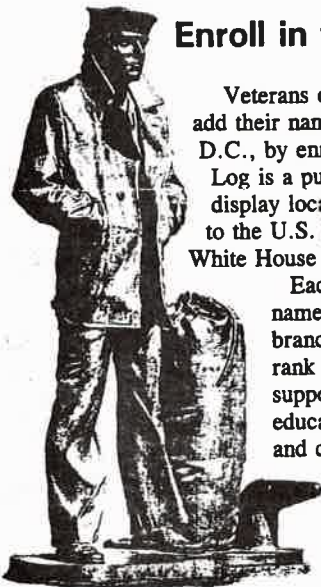 Enroll in
Veterans
add their nam
D.C., by enr
Log is a pu
display loca
to the U.S.
White House
Eac
name
branc
rank
suppo
educa
and c